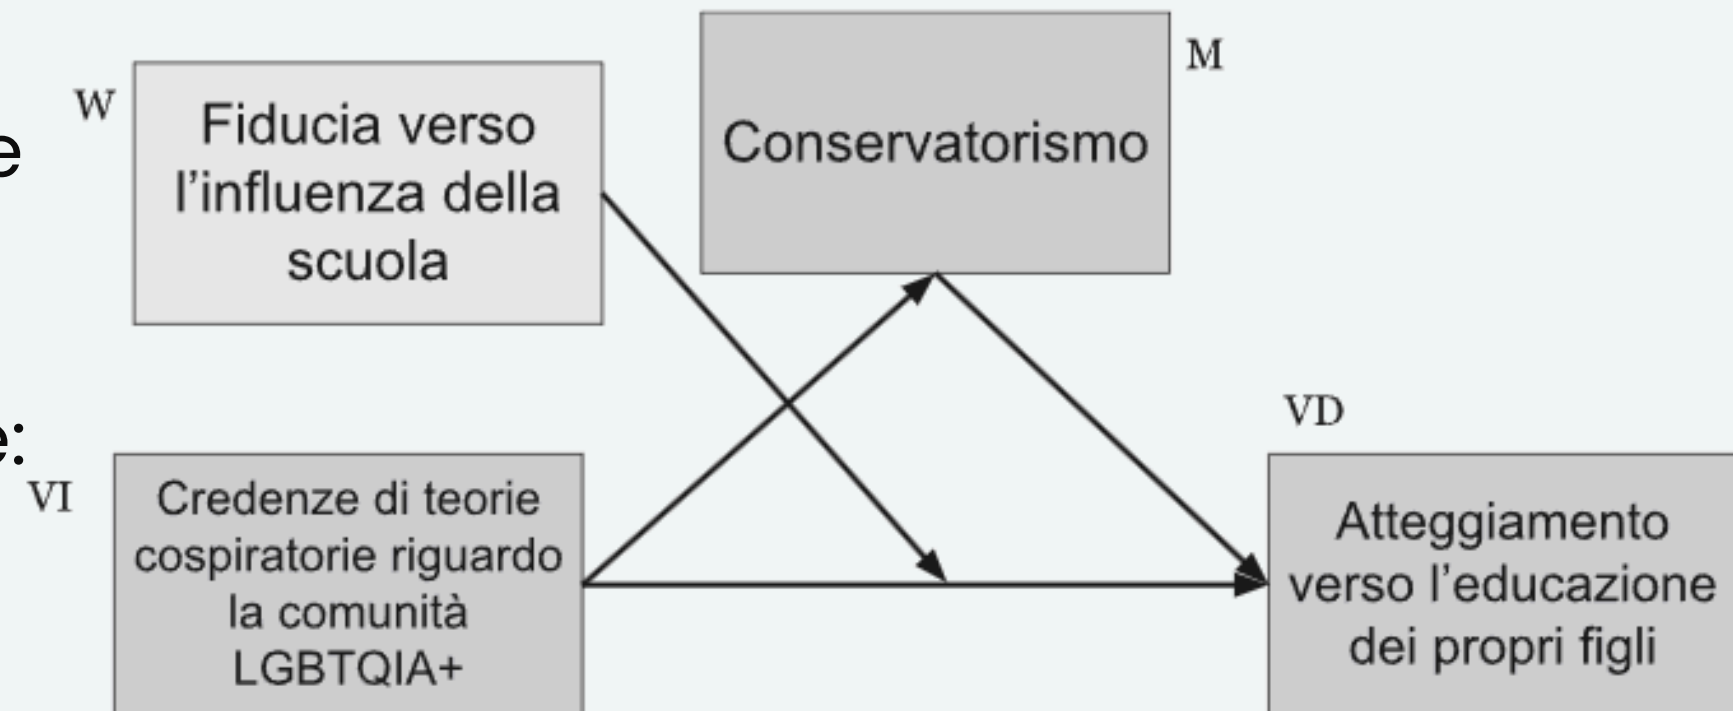 W
Fiducia verso
l'influenza della
scuola
Conservatorismo
M
e
e:
VI
Credenze di teorie
cospiratorie riguardo
la comunità
LGBTQIA+
VD
Atteggiamento
verso l'educazione
dei propri figli